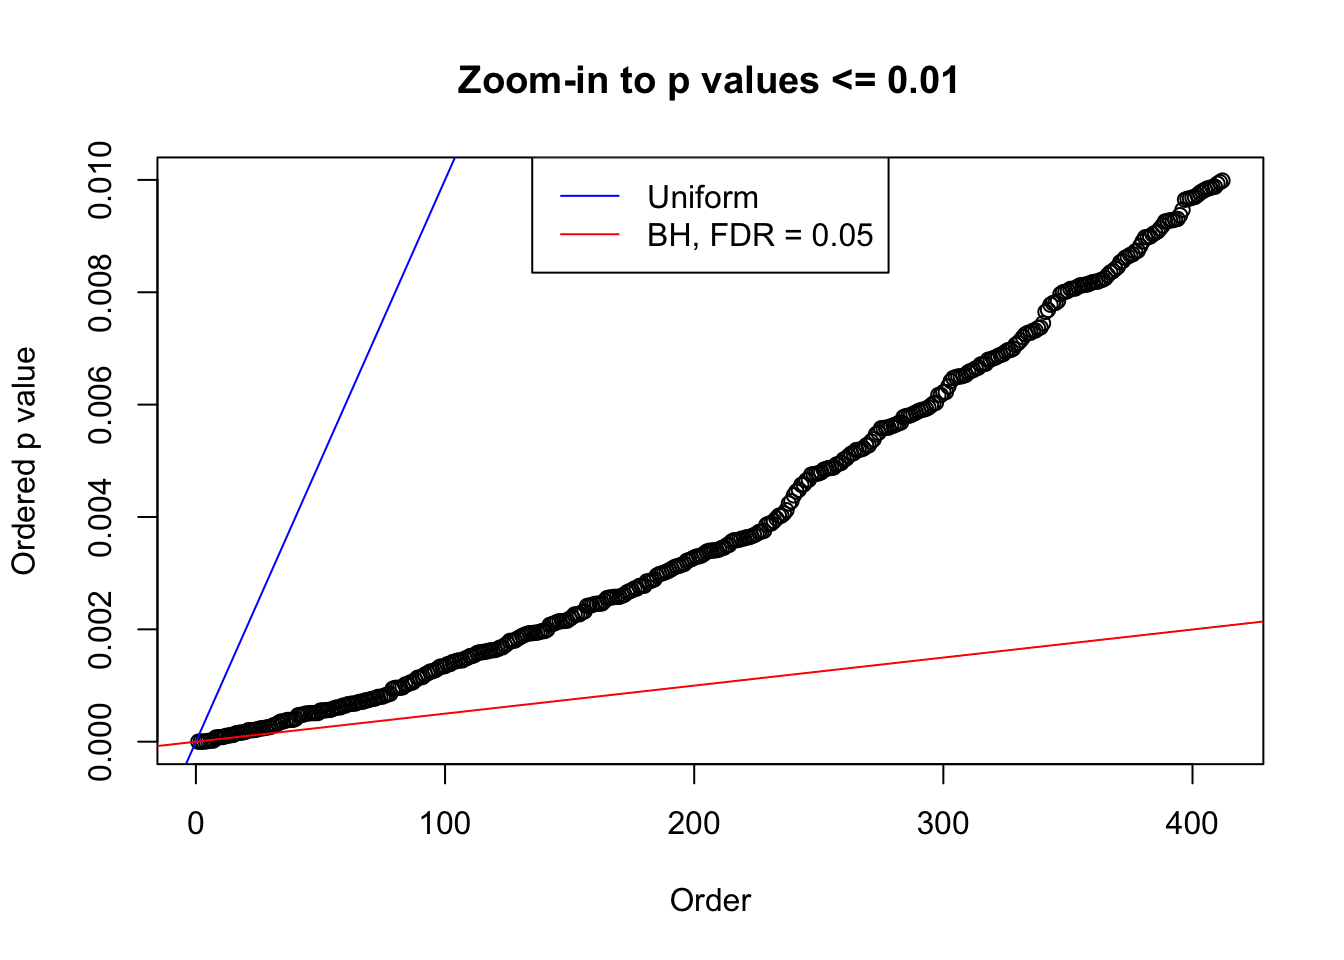 Zoom-in to p values <= 0.01
Uniform
BH, FDR = 0.05
Ordered p value
0.010
0.008
0.006
0.004
0.002
0.000
0 100 200 300 400
Order